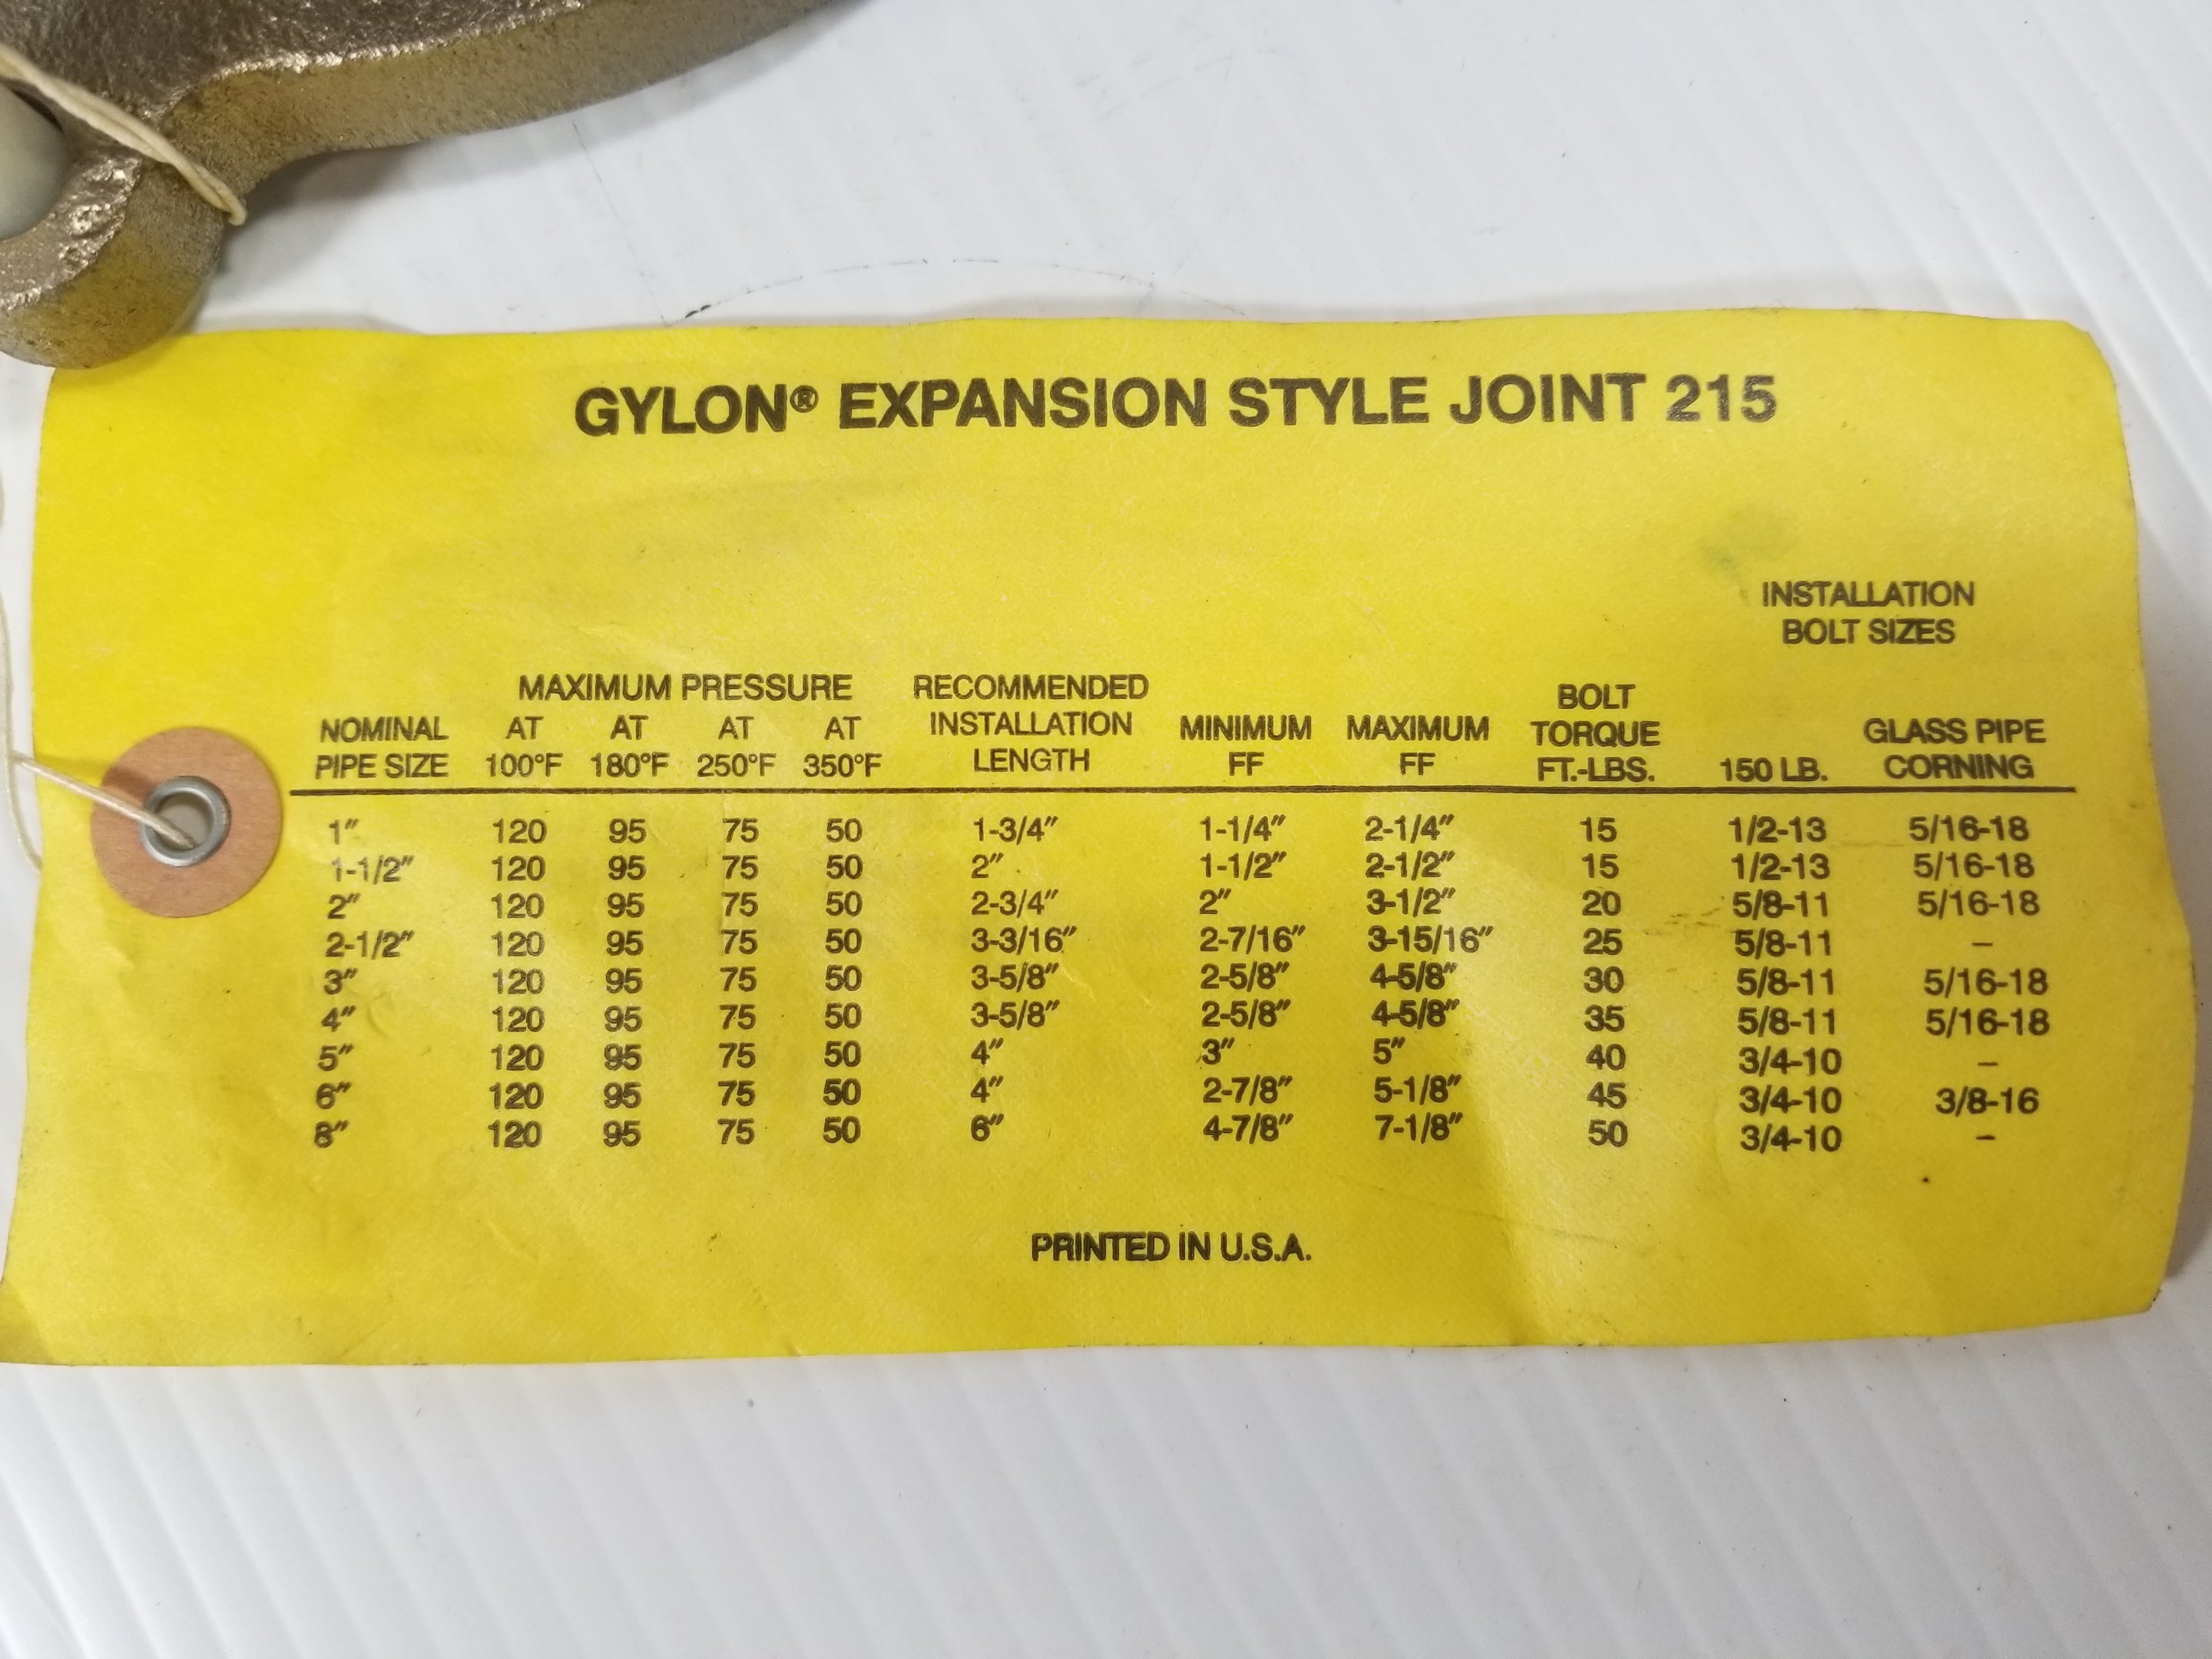 GYLON® EXPANSION STYLE JOINT 215
INSTALLATION
BOLT SIZES
MAXIMUM PRESSURE RECOMMENDED BOLT
NOMINAL AT AT AT AT INSTALLATION MINIMUM MAXIMUM TORQUE GLASS PIPE
PIPE SIZE 100°F 180°F 250°F 350°F LENGTH FF FF FT.-LBS. 150 LB. CORNING
1" 120 95 75 50 1-3/4" 1-1/4" 2-1/4" 15 1/2-13 5/16-18
1-1/2" 120 95 75 50 2" 1-1/2" 2-1/2" 15 1/2-13 5/16-18
2" 120 95 75 50 2-3/4" 2" 3-1/2" 20 5/8-11 5/16-18
2-1/2" 120 95 75 50 3-3/16" 2-7/16" 3-15/16" 25 5/8-11 –
3" 120 95 75 50 3-5/8" 2-5/8" 4-5/8" 30 5/8-11 5/16-18
4" 120 95 75 50 3-5/8" 2-5/8" 4-5/8" 35 5/8-11 5/16-18
5" 120 95 75 50 4" 3" 5" 40 3/4-10 –
6" 120 95 75 50 4" 2-7/8" 5-1/8" 45 3/4-10 3/8-16
8" 120 95 75 50 6" 4-7/8" 7-1/8" 50 3/4-10 –
PRINTED IN U.S.A.